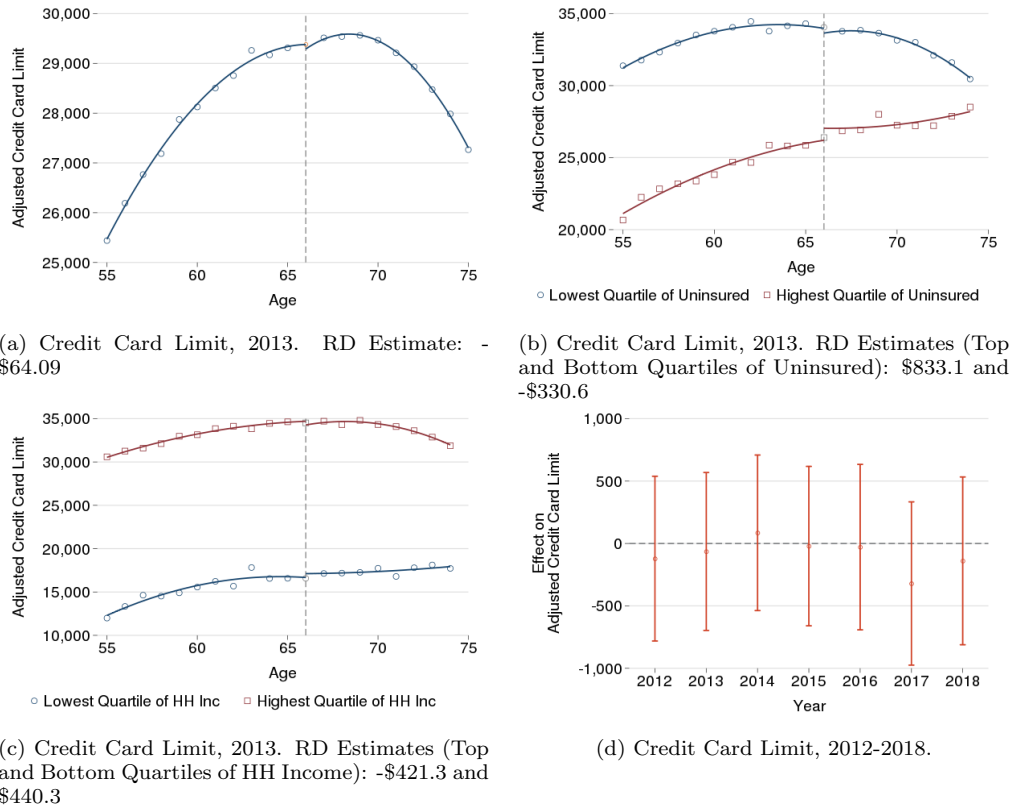 30,000
29,000
28,000
27,000
26,000
25,000
Adjusted Credit Card Limit
55 60 65 70 75
Age
(a) Credit Card Limit, 2013. RD Estimate: -
$64.09
35,000
30,000
25,000
20,000
Adjusted Credit Card Limit
55 60 65 70 75
Age
Lowest Quartile of Uninsured Highest Quartile of Uninsured
(b) Credit Card Limit, 2013. RD Estimates (Top
and Bottom Quartiles of Uninsured): $833.1 and
-$330.6
35,000
30,000
25,000
20,000
15,000
10,000
Adjusted Credit Card Limit
55 60 65 70 75
Age
Lowest Quartile of HH Inc Highest Quartile of HH Inc
(c) Credit Card Limit, 2013. RD Estimates (Top
and Bottom Quartiles of HH Income): -$421.3 and
$440.3
1,000
500
0
-500
-1,000
Effect on
Adjusted Credit Card Limit
2012 2013 2014 2015 2016 2017 2018
Year
(d) Credit Card Limit, 2012-2018.